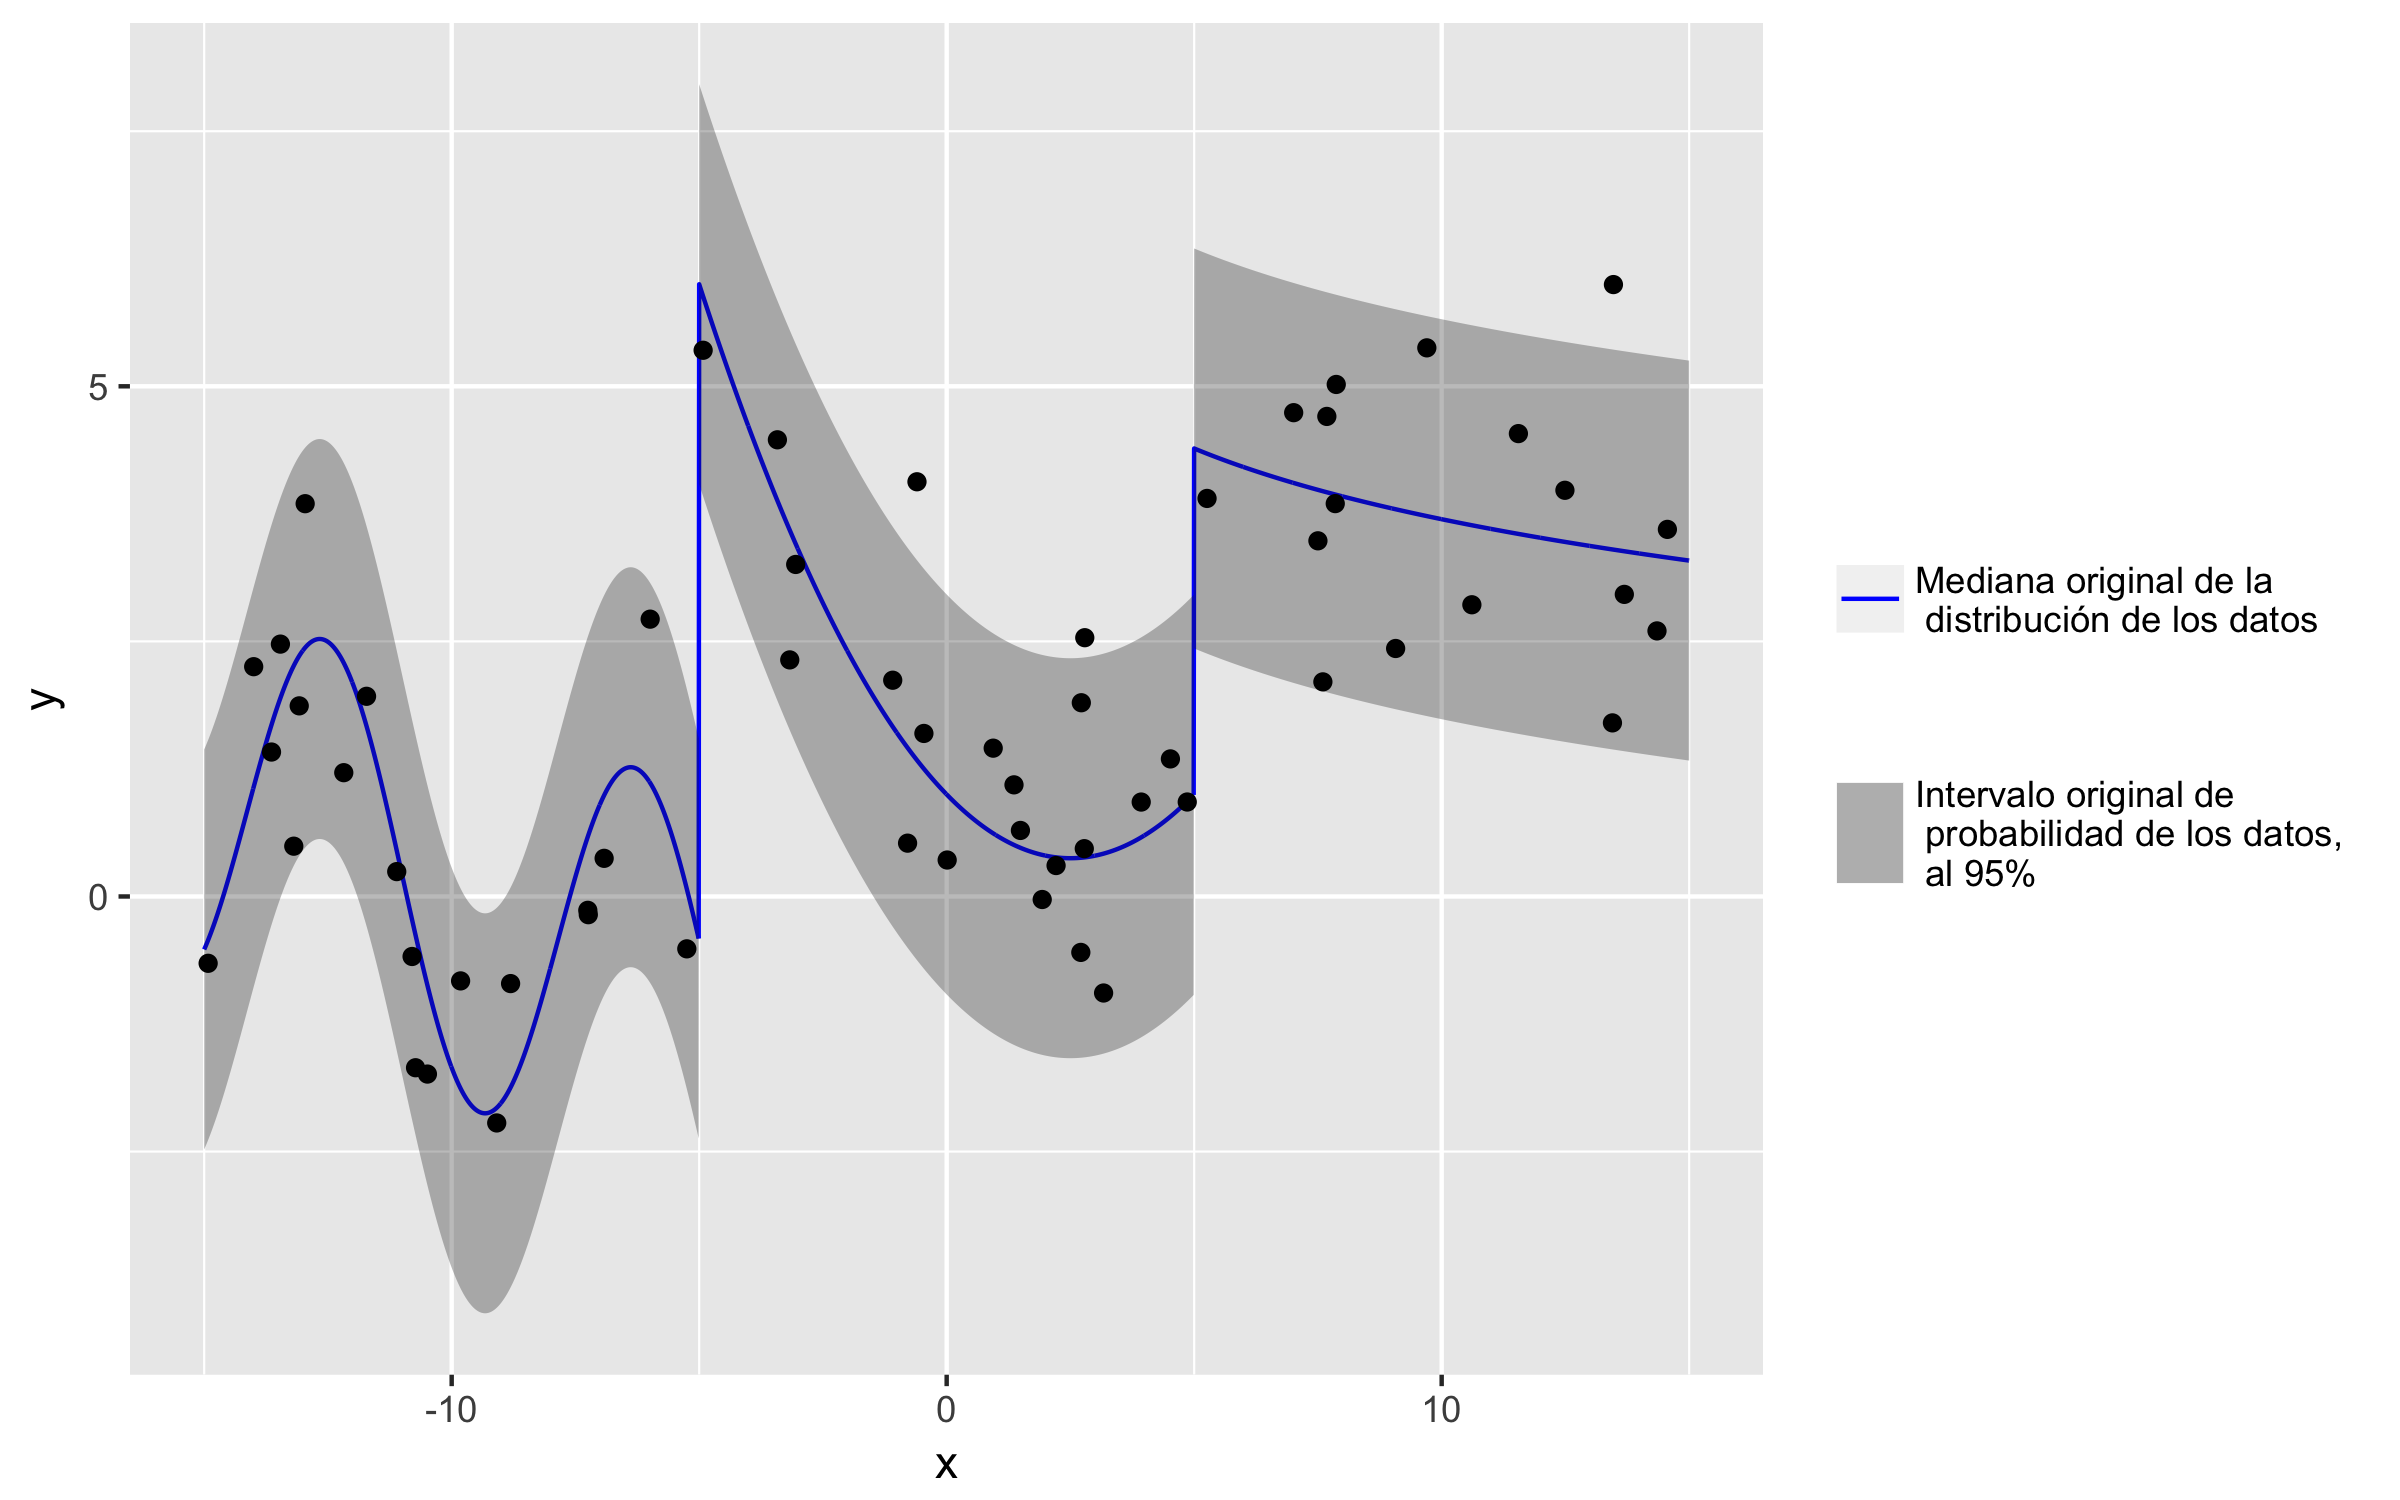 y
5
0
-10
0
10
x
Mediana original de la
distribución de los datos
Intervalo original de
probabilidad de los datos,
al 95%